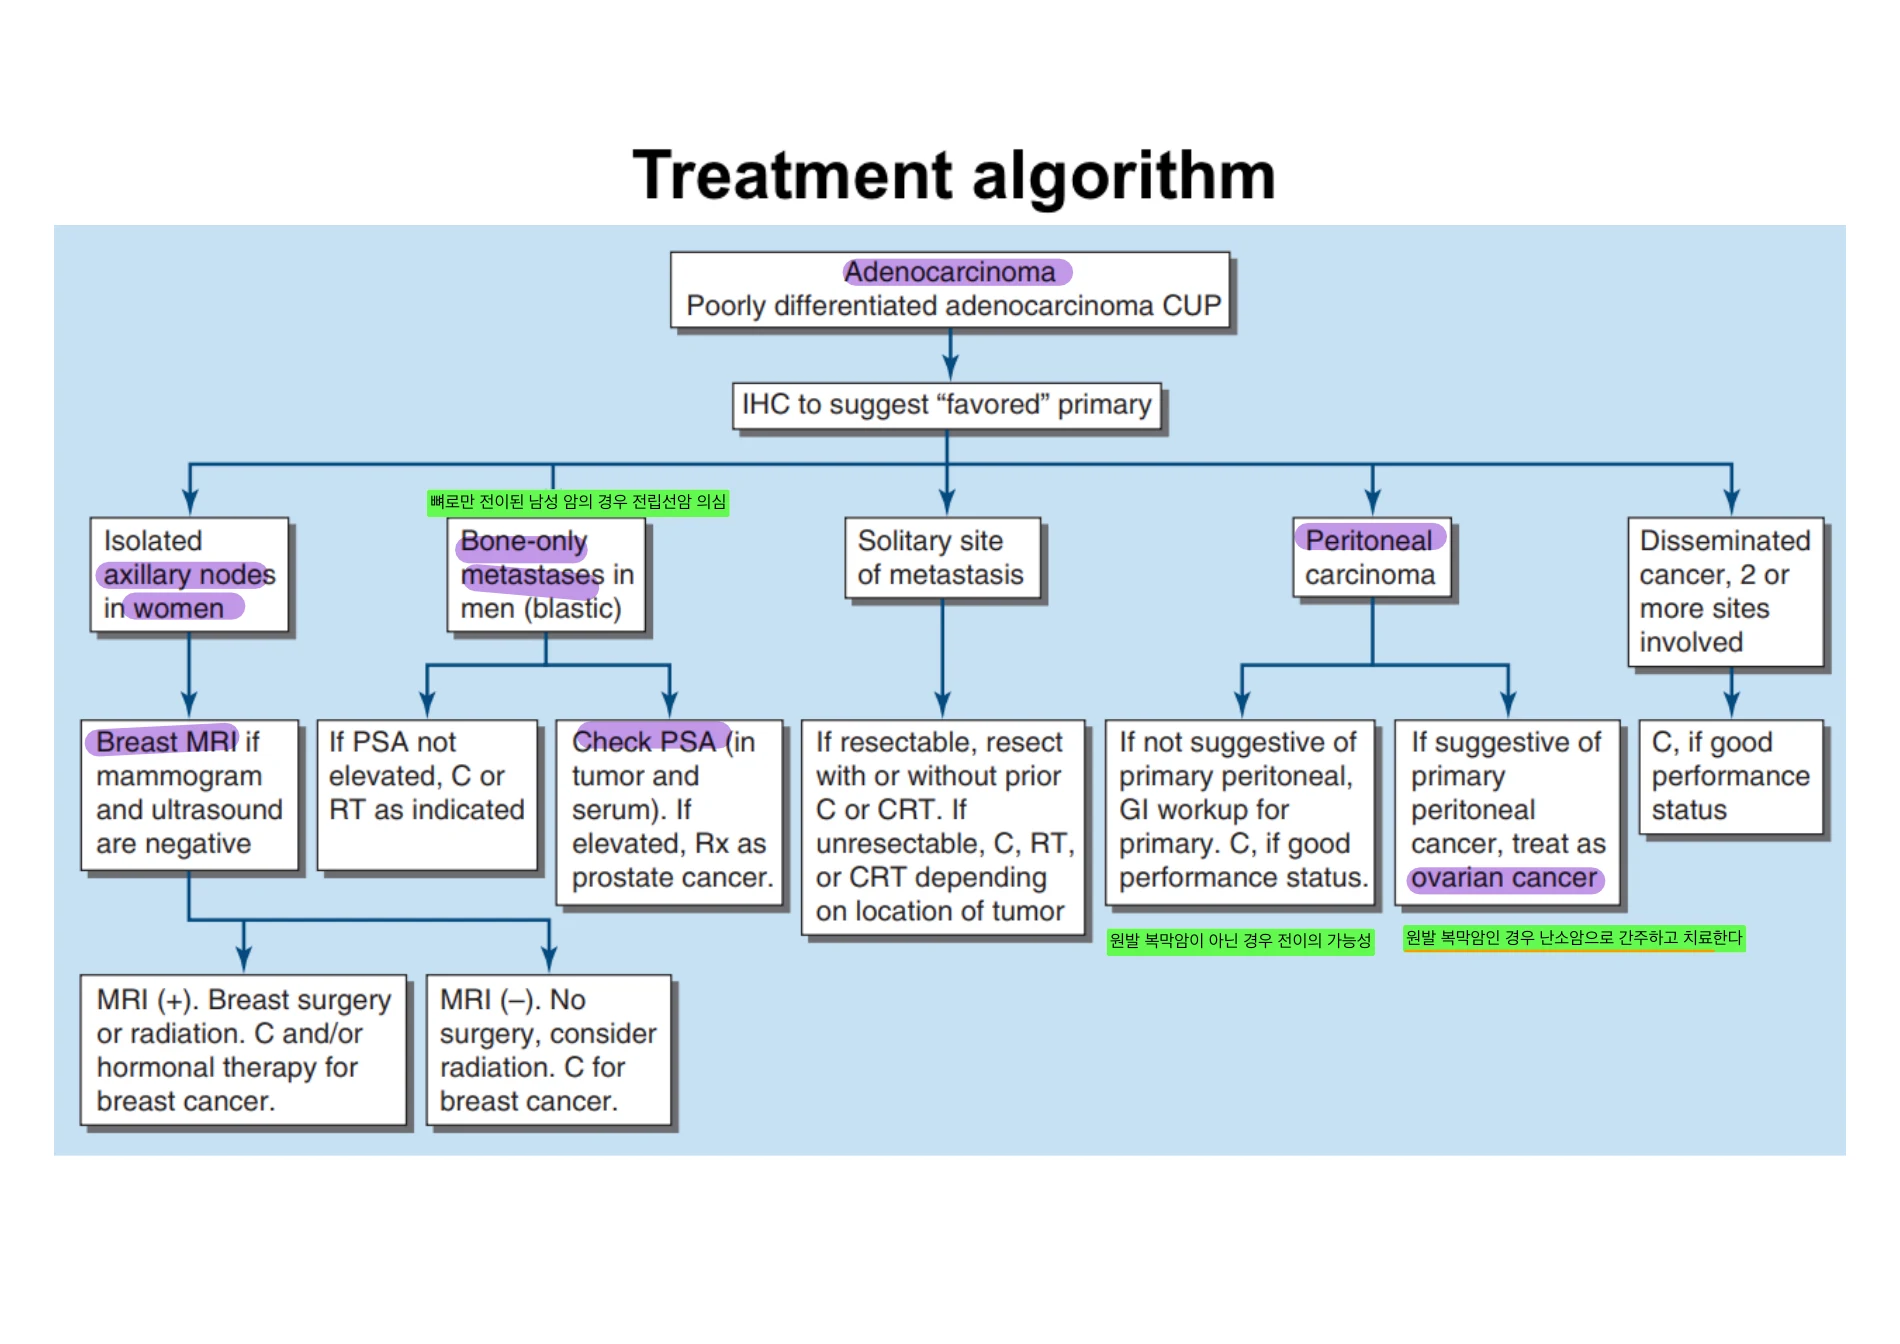 Treatment algorithm
Adenocarcinoma
Poorly differentiated adenocarcinoma CUP
IHC to suggest “favored” primary
Isolated
axillary nodes
in women
뼈로만 전이된 남성 암의 경우 전립선암 의심
Bone-only
metastases in
men (blastic)
Solitary site
of metastasis
Peritoneal
carcinoma
Disseminated
cancer, 2 or
more sites
involved
Breast MRI if
mammogram
and ultrasound
are negative
If PSA not
elevated, C or
RT as indicated
Check PSA (in
tumor and
serum). If
elevated, Rx as
prostate cancer.
If resectable, resect
with or without prior
C or CRT. If
unresectable, C, RT,
or CRT depending
on location of tumor
If not suggestive of
primary peritoneal,
GI workup for
primary. C, if good
performance status.
원발 복막암이 아닌 경우 전이의 가능성
If suggestive of
primary
peritoneal
cancer, treat as
ovarian cancer
원발 복막암인 경우 난소암으로 간주하고 치료한다
C, if good
performance
status
MRI (+). Breast surgery
or radiation. C and/or
hormonal therapy for
breast cancer.
MRI (–). No
surgery, consider
radiation. C for
breast cancer.